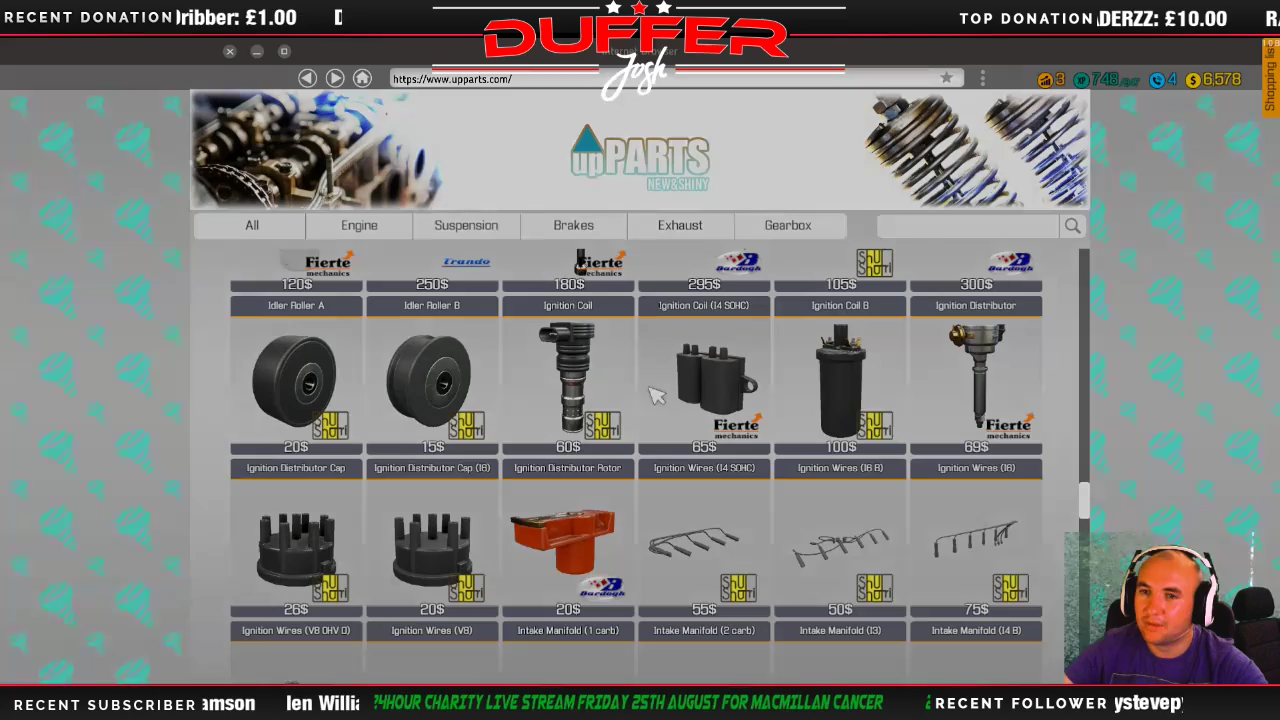 RECENT DONATION
ribber: £1.00
DUFFER
Josh
TOP DONATION
DERZZ: £10.00
https://www.upparts.com/
3
748
4
$ 6,578
upPARTS
NEW&SHINY
All
Engine
Suspension
Brakes
Exhaust
Gearbox
Fierte mechanics
Trando
Fierte mechanics
Bardogh
ShuShuTi
Bardogh
120$
250$
180$
295$
105$
300$
Idler Roller A
Idler Roller B
Ignition Coil
Ignition Coil (I4 SOHC)
Ignition Coil B
Ignition Distributor
20$
15$
60$
65$
100$
69$
Ignition Distributor Cap
Ignition Distributor Cap (I6)
Ignition Distributor Rotor
Ignition Wires (I4 SOHC)
Ignition Wires (I6 B)
Ignition Wires (I6)
26$
20$
20$
55$
50$
75$
Ignition Wires (V8 OHV D)
Ignition Wires (V8)
Intake Manifold (1 carb)
Intake Manifold (2 carb)
Intake Manifold (I3)
Intake Manifold (I4 B)
RECENT SUBSCRIBER
amson
len Willia
24HOUR CHARITY LIVE STREAM FRIDAY 25TH AUGUST FOR MACMILLAN CANCER
RECENT FOLLOWER
ystevep